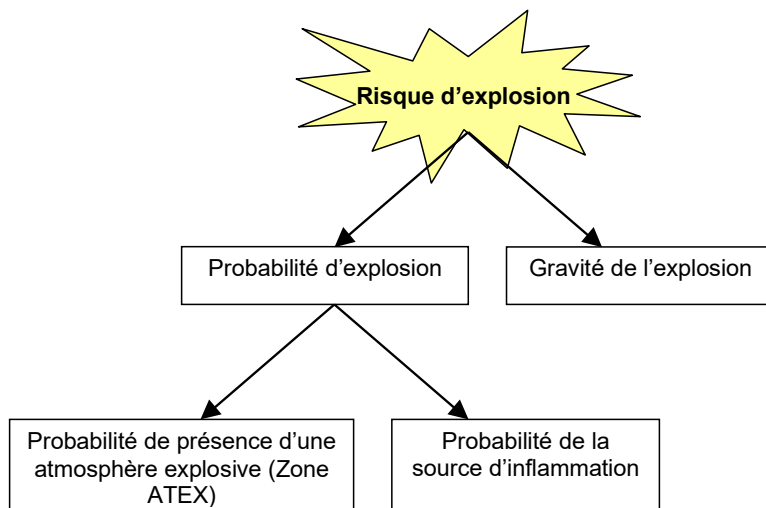 Risque d'explosion
Probabilité d'explosion
Gravité de l'explosion
Probabilité de présence d'une
atmosphère explosive (Zone
ATEX)
Probabilité de la
source d'inflammation